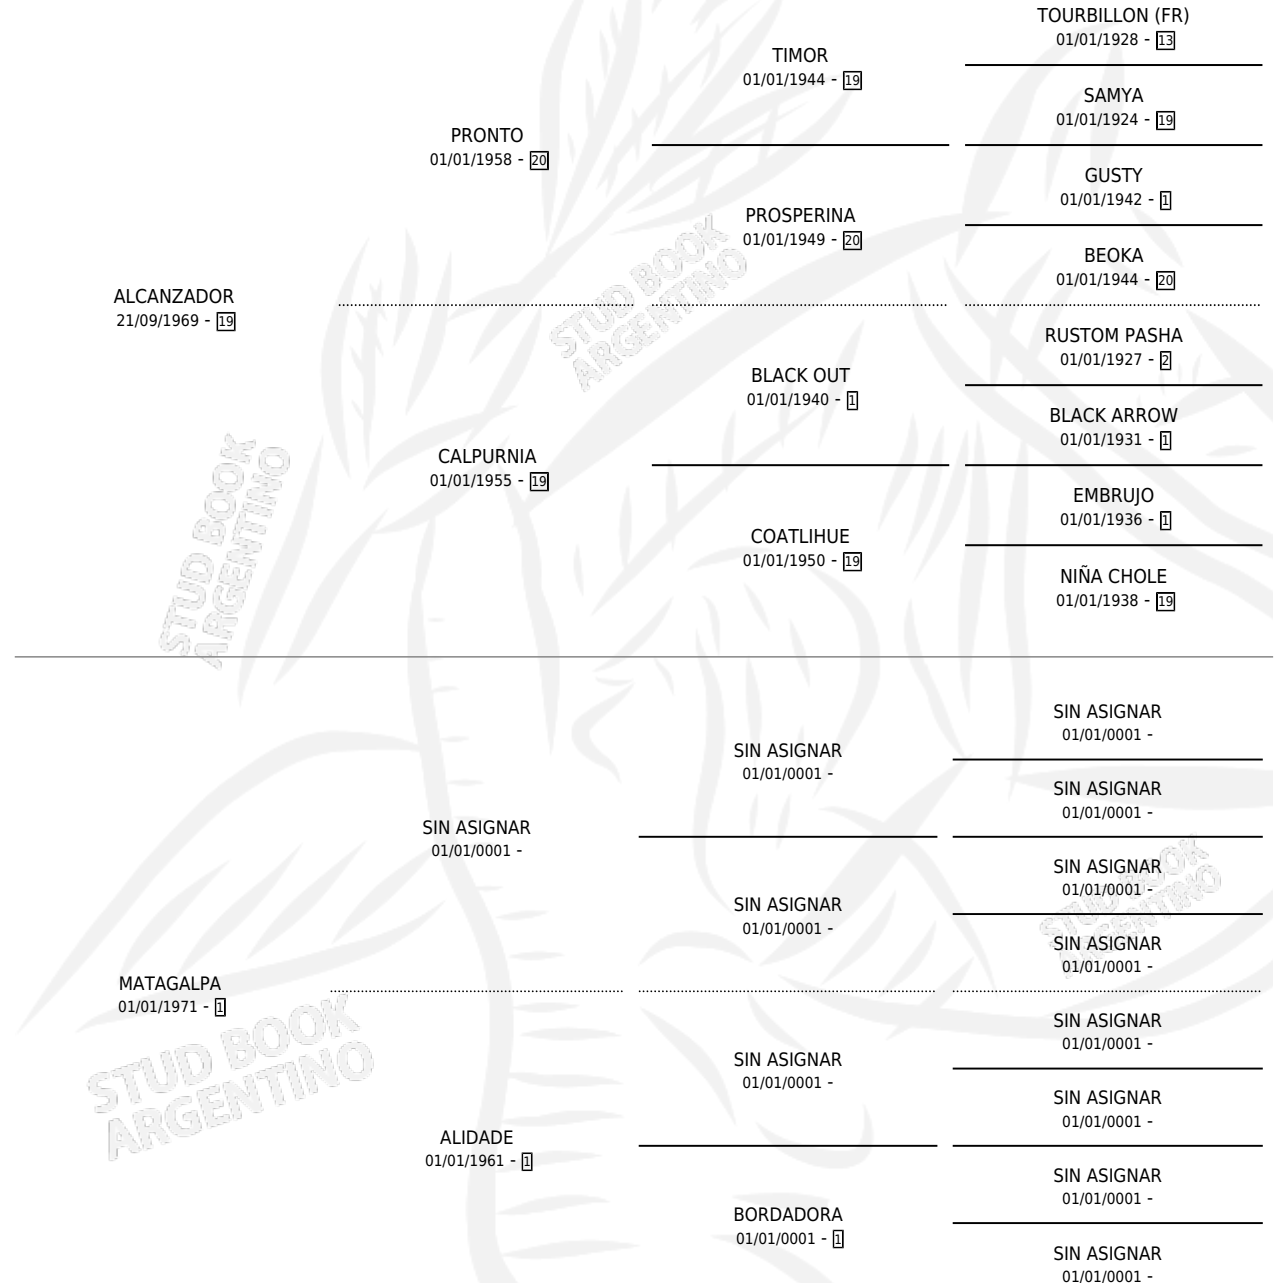 TOURBILLON (FR)
01/01/1928 - 13
TIMOR
01/01/1944 - 19
SAMYA
01/01/1924 - 19
PRONTO
01/01/1958 - 20
GUSTY
01/01/1942 - 1
PROSPERINA
01/01/1949 - 20
BEOKA
01/01/1944 - 20
ALCANZADOR
21/09/1969 - 19
RUSTOM PASHA
01/01/1927 - 2
BLACK OUT
01/01/1940 - 1
BLACK ARROW
01/01/1931 - 1
CALPURNIA
01/01/1955 - 19
EMBRUJO
01/01/1936 - 1
COATLIHUE
01/01/1950 - 19
NIÑA CHOLE
01/01/1938 - 19
STUD BOOK
ARGENTINO
STUD BOOK
ARGENTINO
SIN ASIGNAR
01/01/0001 -
SIN ASIGNAR
01/01/0001 -
SIN ASIGNAR
01/01/0001 -
SIN ASIGNAR
01/01/0001 -
SIN ASIGNAR
01/01/0001 -
SIN ASIGNAR
01/01/0001 -
SIN ASIGNAR
01/01/0001 -
MATAGALPA
01/01/1971 - 1
SIN ASIGNAR
01/01/0001 -
SIN ASIGNAR
01/01/0001 -
SIN ASIGNAR
01/01/0001 -
ALIDADE
01/01/1961 - 1
SIN ASIGNAR
01/01/0001 -
BORDADORA
01/01/0001 - 1
SIN ASIGNAR
01/01/0001 -
STUD BOOK
ARGENTINO
STUD BOOK
ARGENTINO